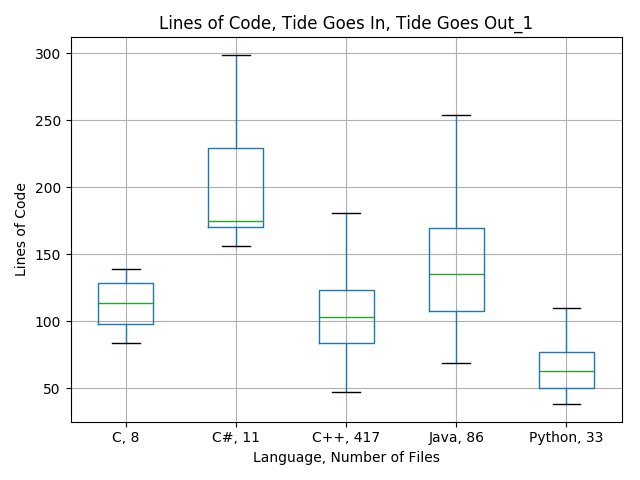 Lines of Code, Tide Goes In, Tide Goes Out_1
300
250
200
150
100
50
Lines of Code
C, 8
C#, 11
C++, 417
Java, 86
Python, 33
Language, Number of Files